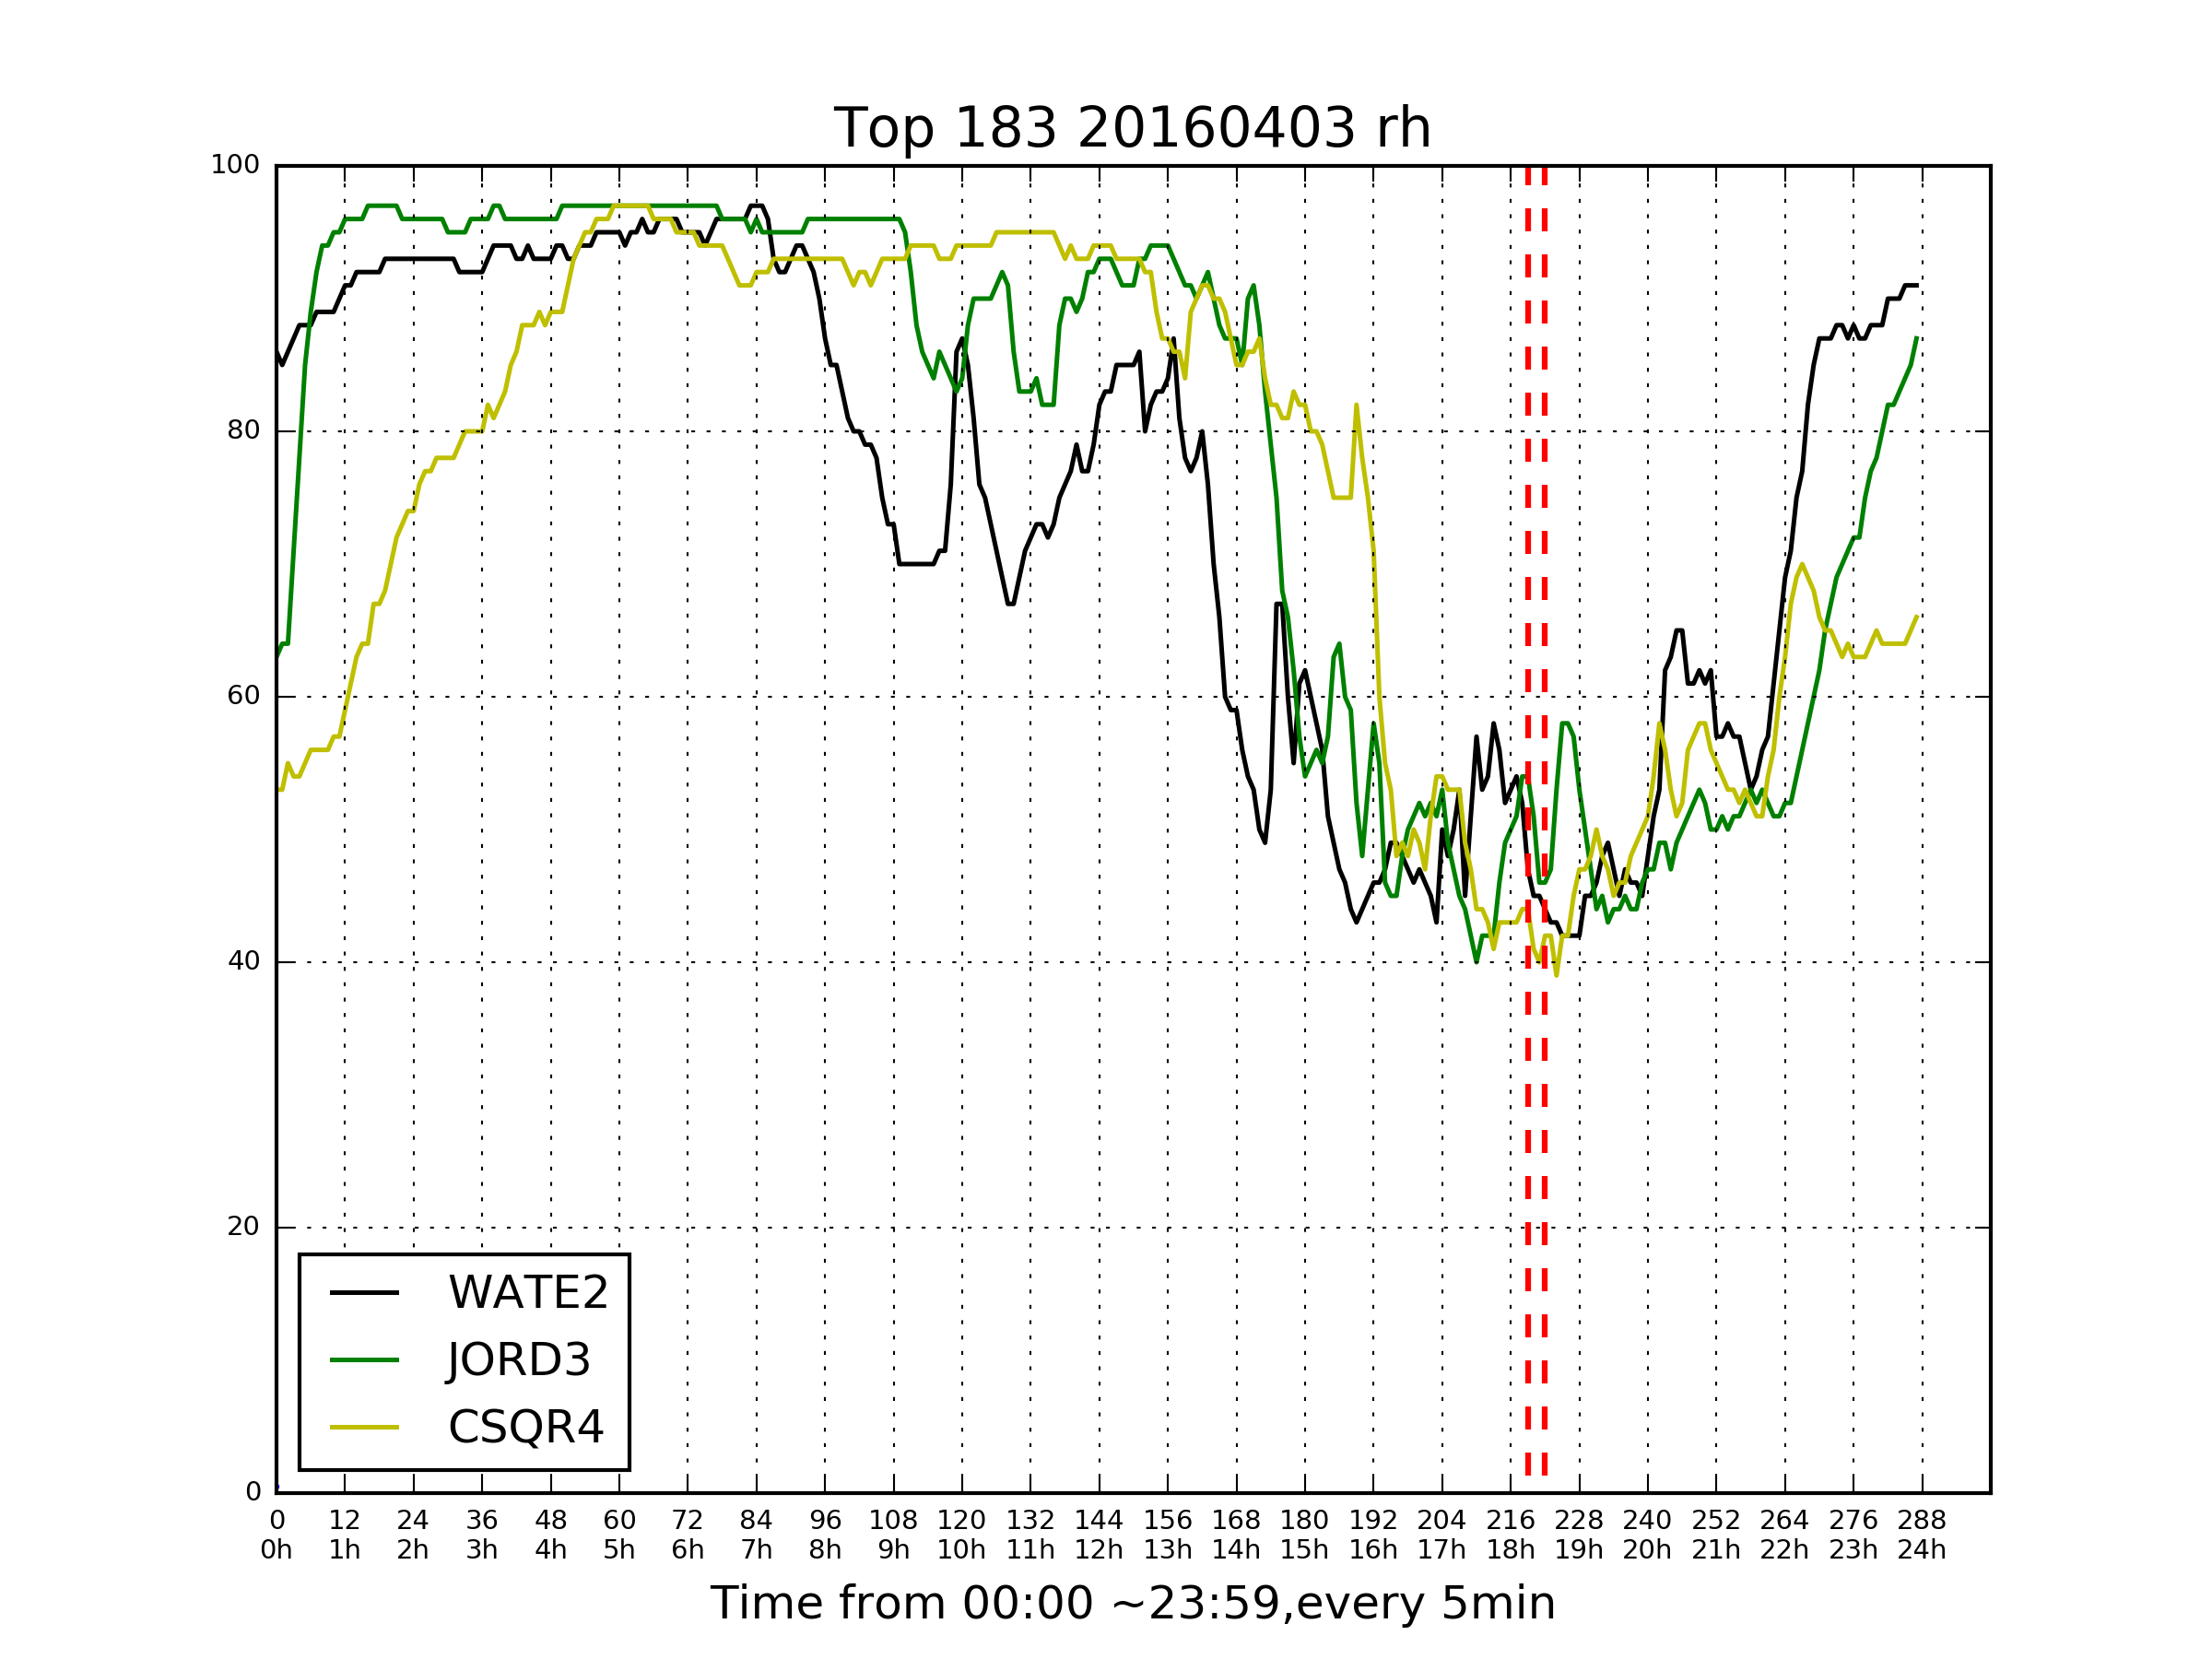 Top 183 20160403 rh
100
80
60
40
20
0
WATE2
JORD3
CSQR4
0 12 24 36 48 60 72 84 96 108 120 132 144 156 168 180 192 204 216 228 240 252 264 276 288
0h 1h 2h 3h 4h 5h 6h 7h 8h 9h 10h 11h 12h 13h 14h 15h 16h 17h 18h 19h 20h 21h 22h 23h 24h
Time from 00:00 ~23:59,every 5min